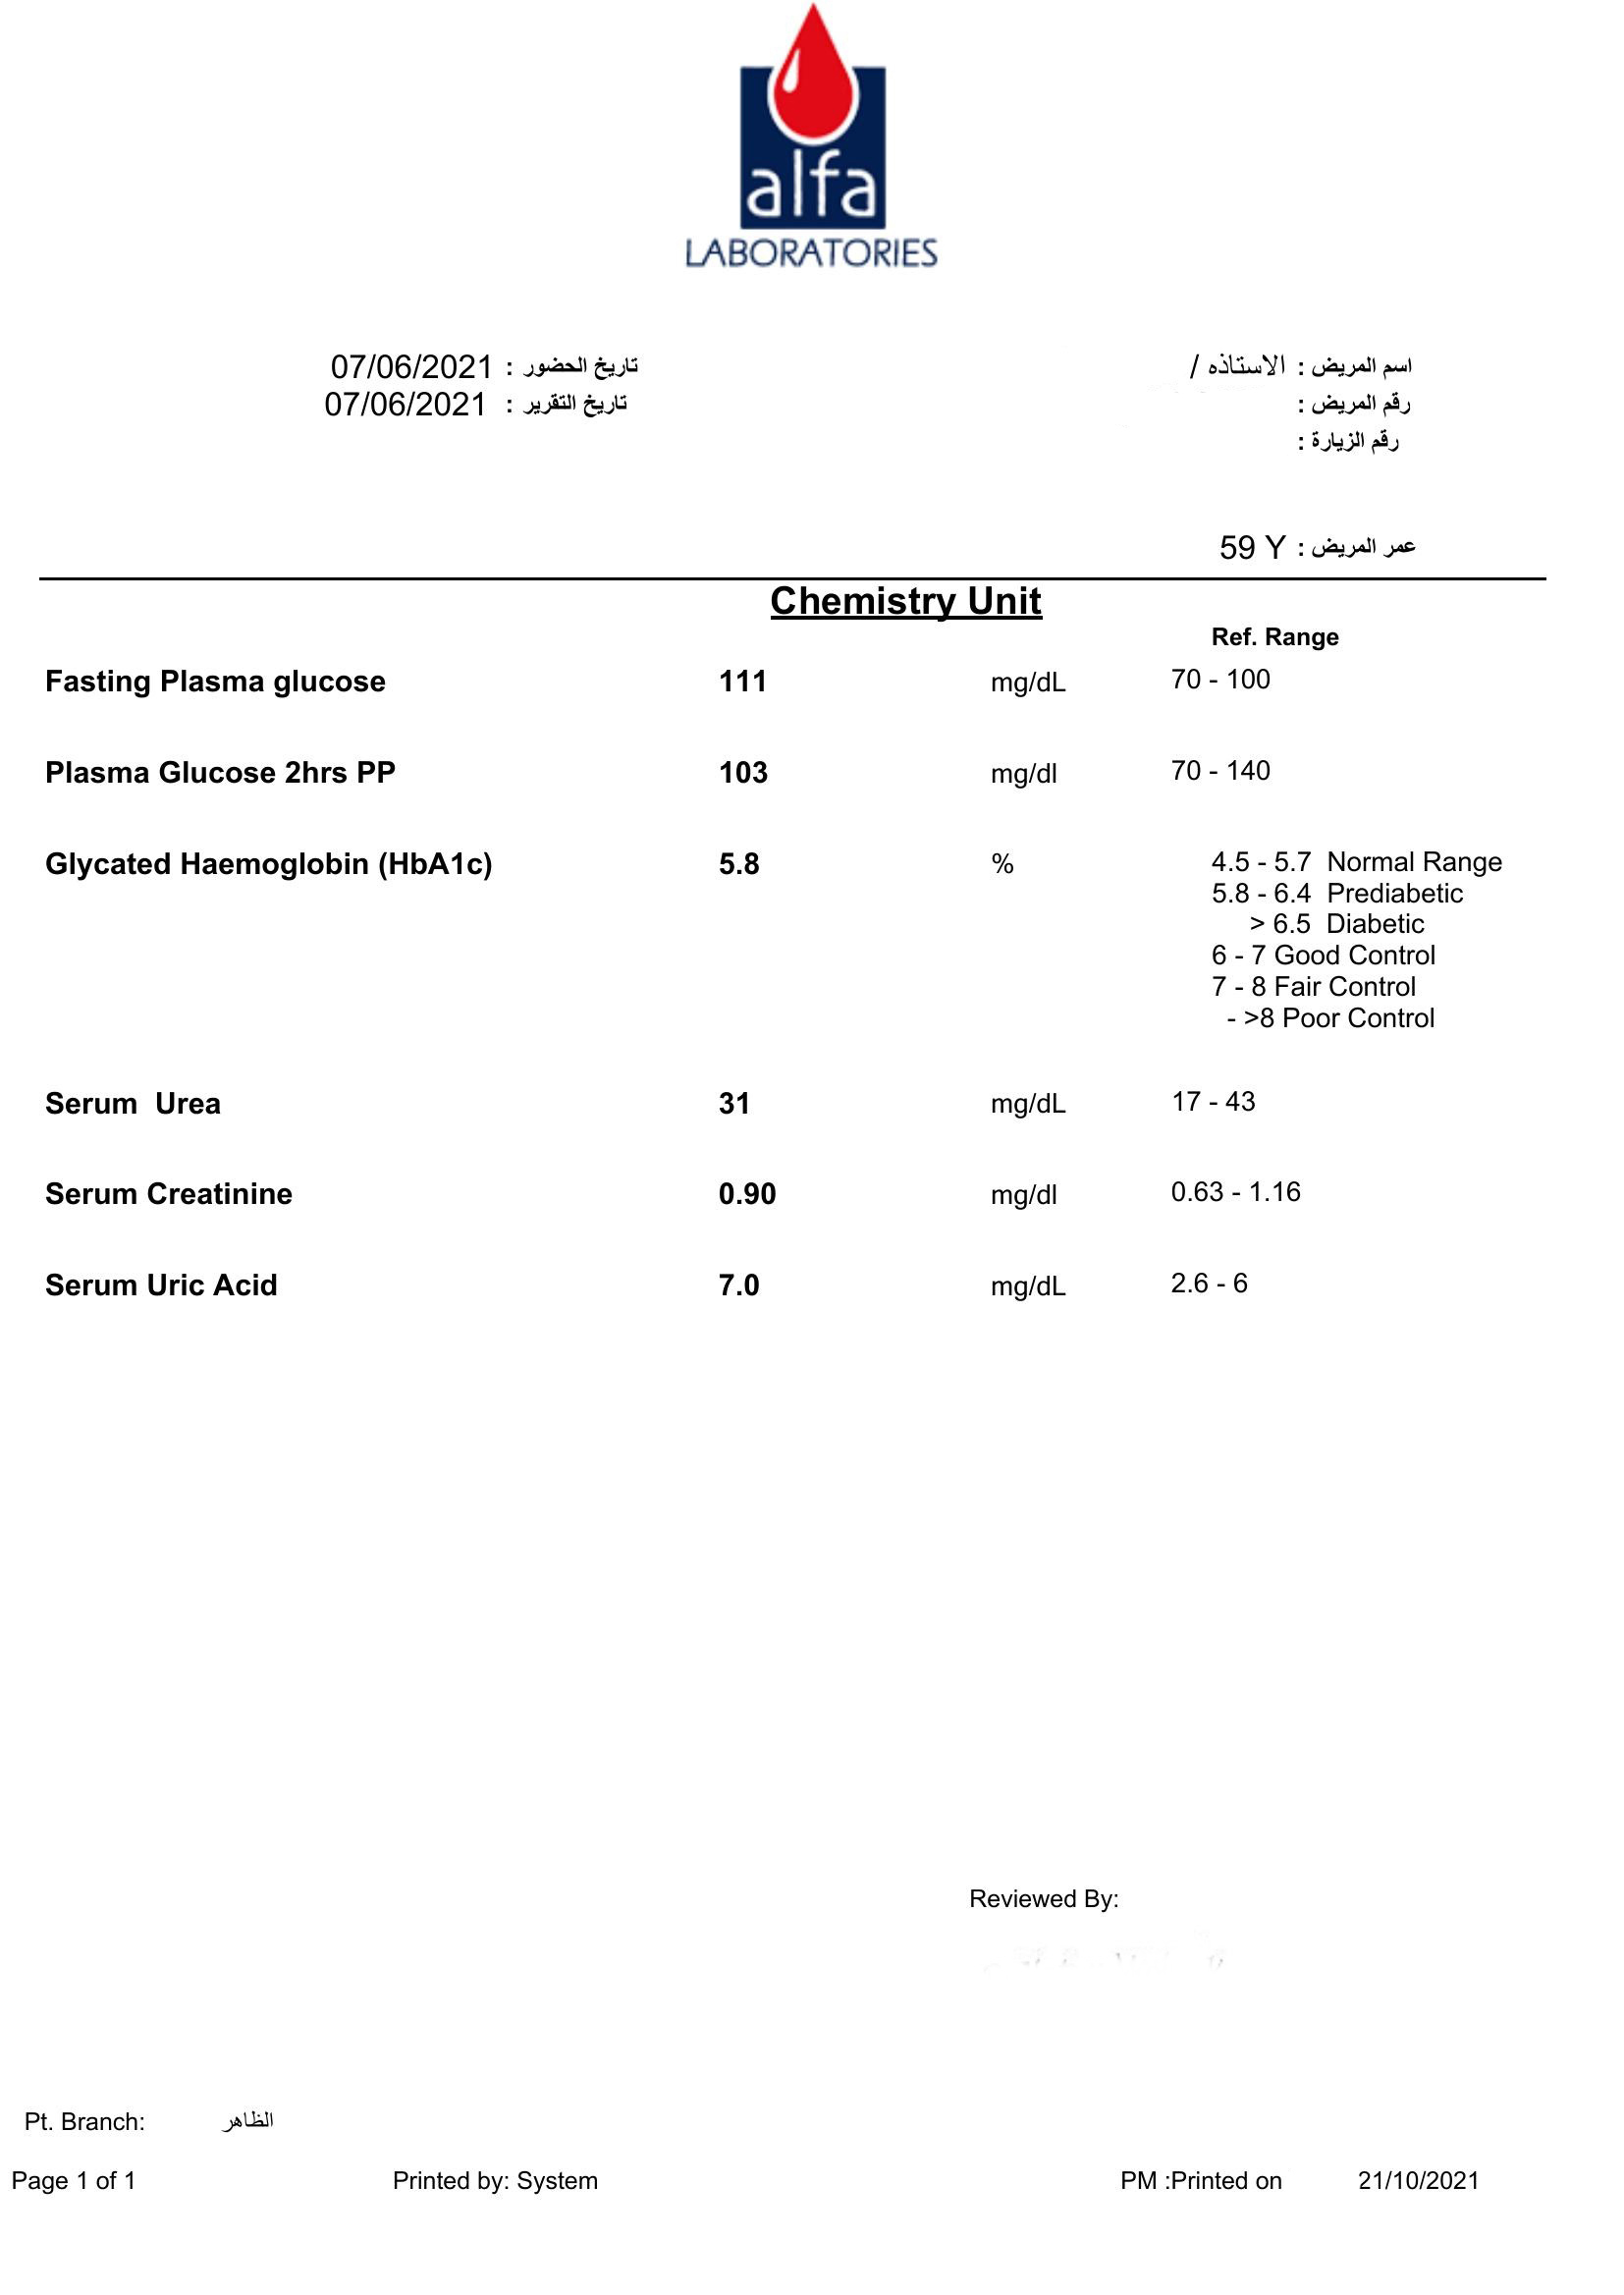 alfa
LABORATORIES
اسم المريض : الاستاذه /
تاريخ الحضور : 07/06/2021
رقم المريض :
تاريخ التقرير : 07/06/2021
رقم الزيارة :
عمر المريض : 59 Y
Chemistry Unit
Ref. Range
Fasting Plasma glucose 111 mg/dL 70 - 100
Plasma Glucose 2hrs PP 103 mg/dl 70 - 140
Glycated Haemoglobin (HbA1c) 5.8 % 4.5 - 5.7 Normal Range
5.8 - 6.4 Prediabetic
> 6.5 Diabetic
6 - 7 Good Control
7 - 8 Fair Control
- >8 Poor Control
Serum Urea 31 mg/dL 17 - 43
Serum Creatinine 0.90 mg/dl 0.63 - 1.16
Serum Uric Acid 7.0 mg/dL 2.6 - 6
Reviewed By:
Pt. Branch: الظاهر
Page 1 of 1 Printed by: System PM :Printed on 21/10/2021